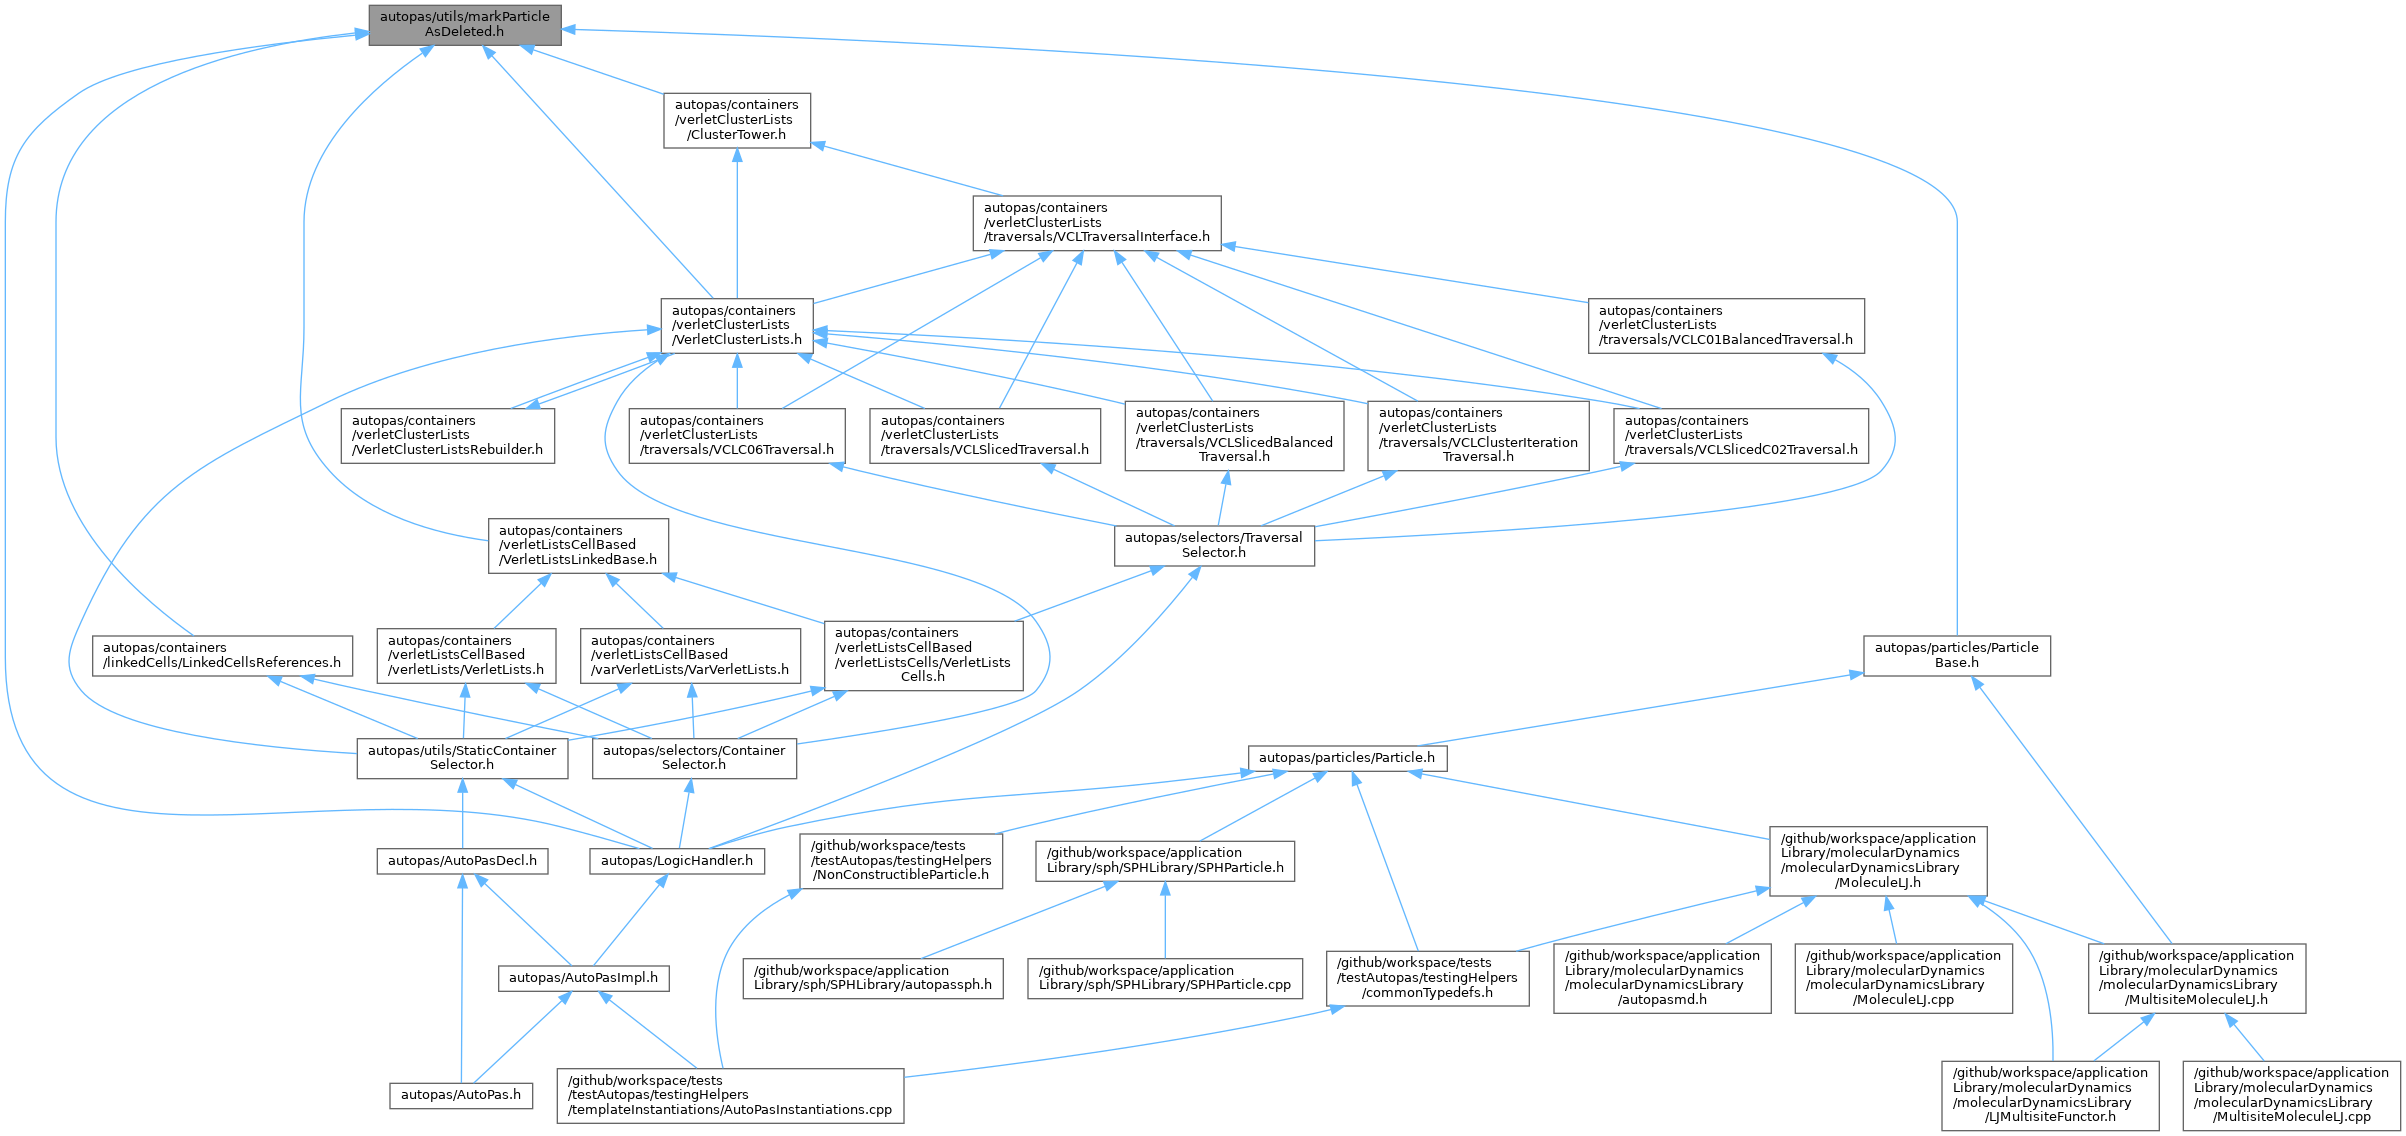 autopas/utils/markParticle
AsDeleted.h
autopas/containers
/verletClusterLists
/ClusterTower.h
autopas/containers
/verletClusterLists
/traversals/VCLTraversalInterface.h
autopas/containers
/verletClusterLists
/VerletClusterLists.h
autopas/containers
/verletClusterLists
/traversals/VCLC01BalancedTraversal.h
autopas/containers
/verletClusterLists
/VerletClusterListsRebuilder.h
autopas/containers
/verletClusterLists
/traversals/VCLC06Traversal.h
autopas/containers
/verletClusterLists
/traversals/VCLSlicedTraversal.h
autopas/containers
/verletClusterLists
/traversals/VCLSlicedBalanced
Traversal.h
autopas/containers
/verletClusterLists
/traversals/VCLClusterIteration
Traversal.h
autopas/containers
/verletClusterLists
/traversals/VCLSlicedC02Traversal.h
autopas/containers
/verletListsCellBased
/VerletListsLinkedBase.h
autopas/selectors/Traversal
Selector.h
autopas/containers
/linkedCells/LinkedCellsReferences.h
autopas/containers
/verletListsCellBased
/verletLists/VerletLists.h
autopas/containers
/verletListsCellBased
/varVerletLists/VarVerletLists.h
autopas/containers
/verletListsCellBased
/verletListsCells/VerletLists
Cells.h
autopas/particles/Particle
Base.h
autopas/utils/StaticContainer
Selector.h
autopas/selectors/Container
Selector.h
autopas/particles/Particle.h
autopas/AutoPasDecl.h
autopas/LogicHandler.h
/github/workspace/tests
/testAutopas/testingHelpers
/NonConstructibleParticle.h
/github/workspace/application
Library/sph/SPHLibrary/SPHParticle.h
/github/workspace/application
Library/molecularDynamics
/molecularDynamicsLibrary
/MoleculeLJ.h
autopas/AutoPasImpl.h
/github/workspace/application
Library/sph/SPHLibrary/autopassph.h
/github/workspace/application
Library/sph/SPHLibrary/SPHParticle.cpp
/github/workspace/tests
/testAutopas/testingHelpers
/commonTypedefs.h
/github/workspace/application
Library/molecularDynamics
/molecularDynamicsLibrary
/autopasmd.h
/github/workspace/application
Library/molecularDynamics
/molecularDynamicsLibrary
/MoleculeLJ.cpp
/github/workspace/application
Library/molecularDynamics
/molecularDynamicsLibrary
/MultisiteMoleculeLJ.h
autopas/AutoPas.h
/github/workspace/tests
/testAutopas/testingHelpers
/templateInstantiations/AutoPasInstantiations.cpp
/github/workspace/application
Library/molecularDynamics
/molecularDynamicsLibrary
/LJMultisiteFunctor.h
/github/workspace/application
Library/molecularDynamics
/molecularDynamicsLibrary
/MultisiteMoleculeLJ.cpp